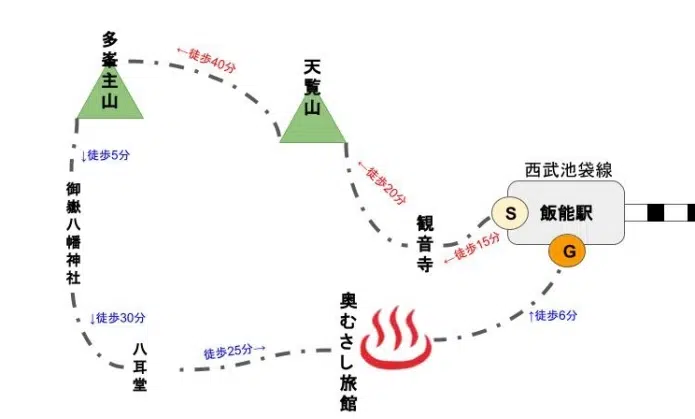 多峯主山
←徒歩40分
天覧山
西武池袋線
↓徒歩5分
←徒歩20分
御嶽八幡神社
S
飯能駅
観音寺
←徒歩15分
G
奥むさし旅館
↓徒歩30分
↑徒歩6分
八耳堂
徒歩25分→